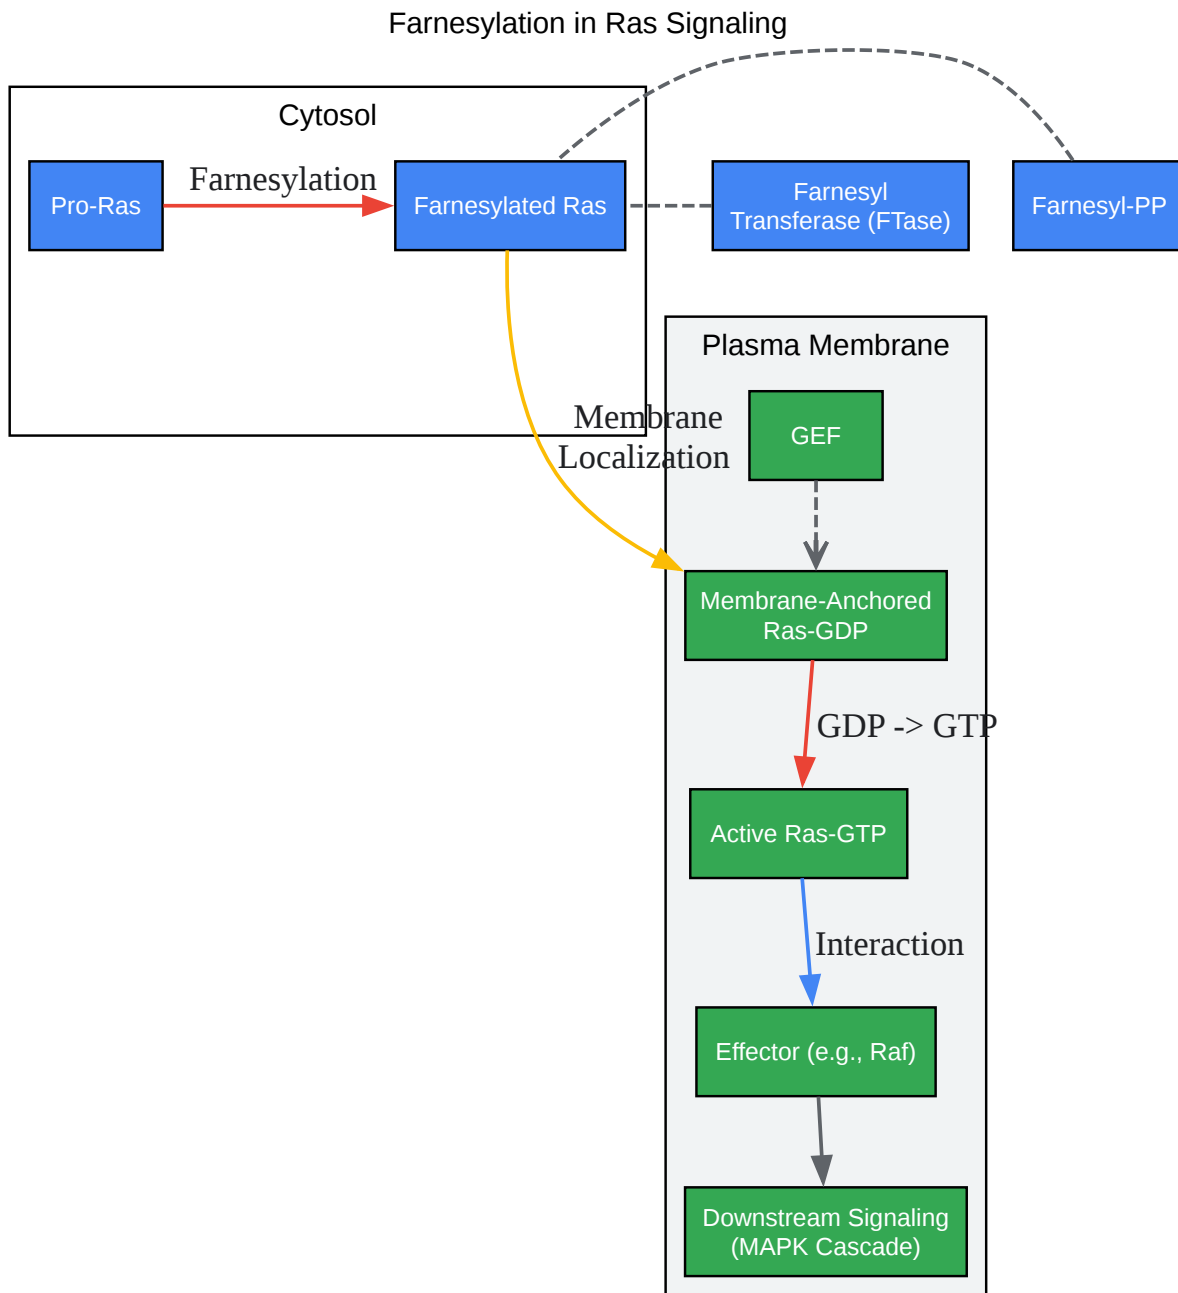 Farnesylation in Ras Signaling
Cytosol
Pro-Ras
Farnesylation
Farnesylated Ras
Farnesyl
Transferase (FTase)
Farnesyl-PP
Plasma Membrane
GEF
Membrane
Localization
Membrane-Anchored
Ras-GDP
GDP -> GTP
Active Ras-GTP
Interaction
Effector (e.g., Raf)
Downstream Signaling
(MAPK Cascade)